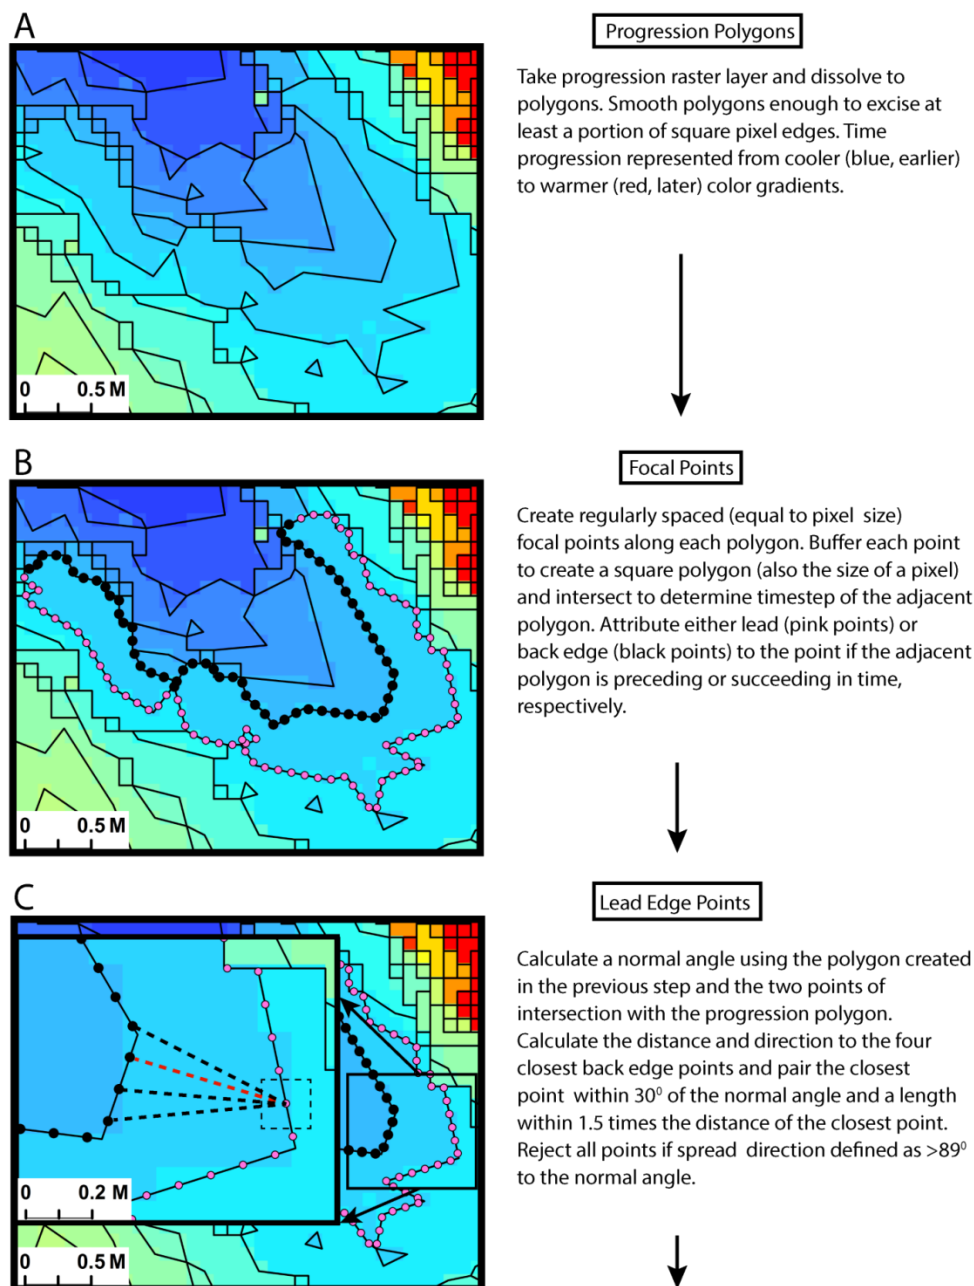 A
Progression Polygons
Take progression raster layer and dissolve to
polygons. Smooth polygons enough to excise at
least a portion of square pixel edges. Time
progression represented from cooler (blue, earlier)
to warmer (red, later) color gradients.
0 0.5 M
B
Focal Points
Create regularly spaced (equal to pixel size)
focal points along each polygon. Buffer each point
to create a square polygon (also the size of a pixel)
and intersect to determine timestep of the adjacent
polygon. Attribute either lead (pink points) or
back edge (black points) to the point if the adjacent
polygon is preceding or succeeding in time,
respectively.
0 0.5 M
C
Lead Edge Points
Calculate a normal angle using the polygon created
in the previous step and the two points of
intersection with the progression polygon.
Calculate the distance and direction to the four
closest back edge points and pair the closest
point within 30⁰ of the normal angle and a length
within 1.5 times the distance of the closest point.
Reject all points if spread direction defined as >89⁰
to the normal angle.
0 0.2 M
0 0.5 M